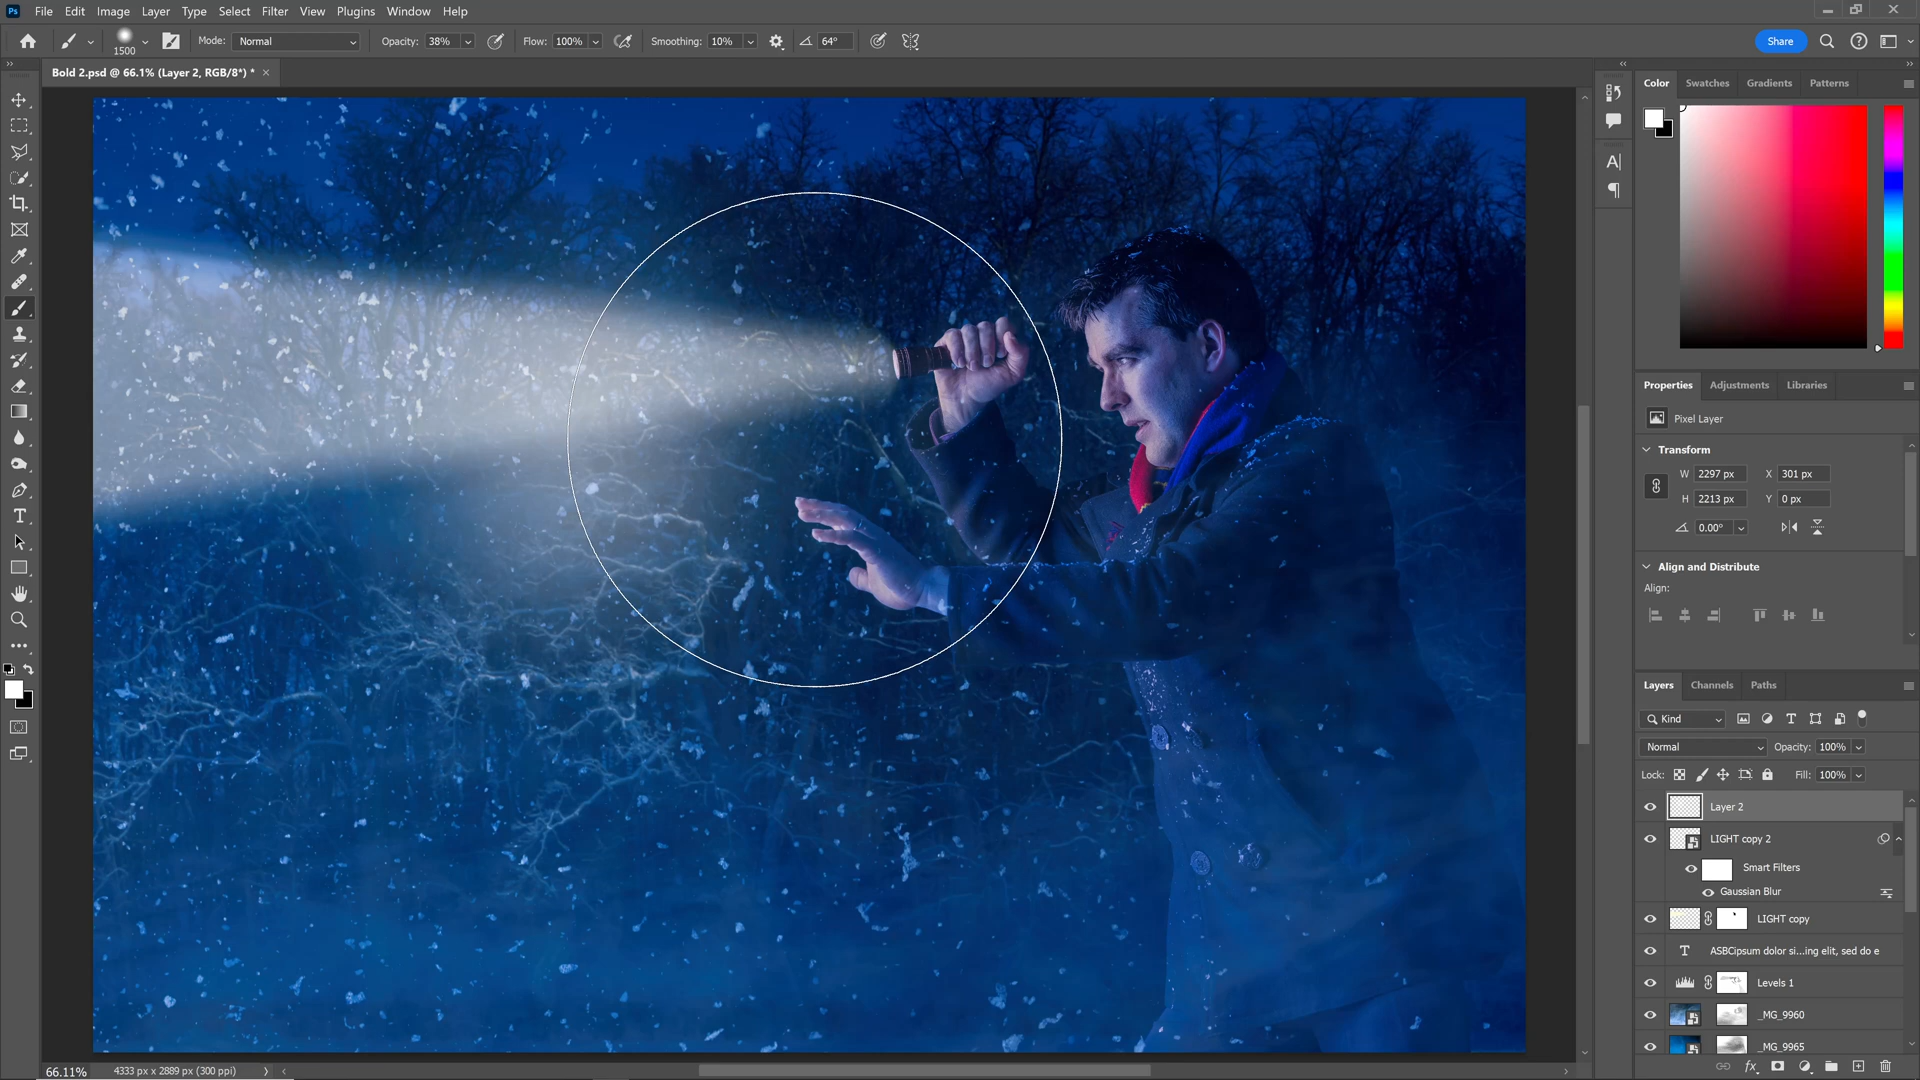 Ps File Edit Image Layer Type Select Filter View Plugins Window Help
1500 Mode: Normal Opacity: 38% Flow: 100% Smoothing: 10% 64° Share
Bold 2.psd @ 66.1% (Layer 2, RGB/8*) * ×
Color Swatches Gradients Patterns
Properties Adjustments Libraries
Pixel Layer
Transform
W 2297 px X 301 px
H 2213 px Y 0 px
0.00°
Align and Distribute
Align:
Layers Channels Paths
Kind
Normal Opacity: 100%
Lock: Fill: 100%
Layer 2
LIGHT copy 2
Smart Filters
Gaussian Blur
LIGHT copy
ASBCipsum dolor si...ing elit, sed do e
Levels 1
_MG_9960
_MG_9965
66.11% 4333 px x 2889 px (300 ppi)